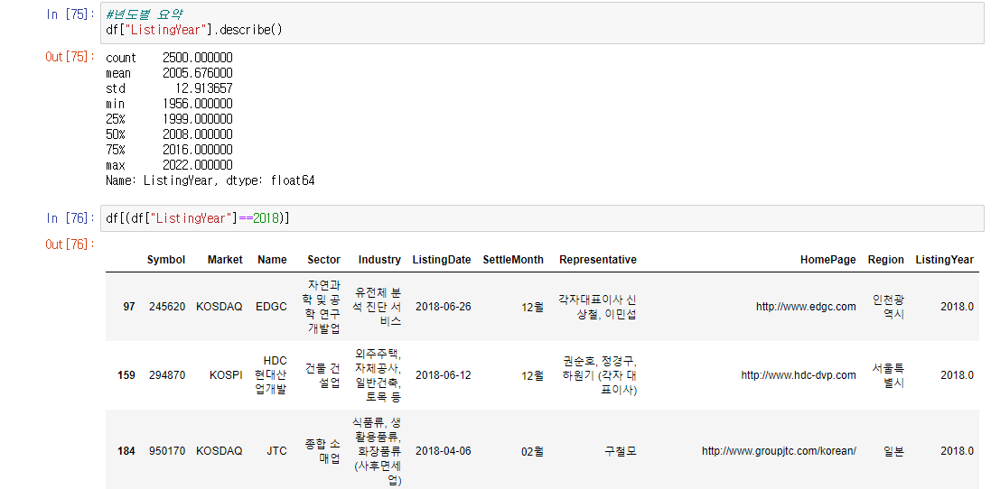 In [75]:
#년도별 요약
df["ListingYear"].describe()
Out[75]:
count 2500.000000
mean 2005.676000
std 12.913657
min 1956.000000
25% 1999.000000
50% 2008.000000
75% 2016.000000
max 2022.000000
Name: ListingYear, dtype: float64
In [76]:
df[(df["ListingYear"]==2018)]
Out[76]:
Symbol Market Name Sector Industry ListingDate SettleMonth Representative HomePage Region ListingYear
97 245620 KOSDAQ EDGC
자연과
학 및 공
학 연구
개발업
유전체 분
석 진단 서
비스
2018-06-26 12월
각자대표이사 신
상철, 이민섭
http://www.edgc.com
인천광
역시
2018.0
159 294870 KOSPI
HDC
현대산
업개발
건물 건
설업
외주주택,
자체공사,
일반건축,
토목 등
2018-06-12 12월
권순호, 정경구,
하원기 (각자 대
표이사)
http://www.hdc-dvp.com
서울특
별시
2018.0
184 950170 KOSDAQ JTC
종합 소
매업
식품류, 생
활용품류,
화장품류
(사후면세
업)
2018-04-06 02월
구철모
http://www.groupjtc.com/korean/
일본
2018.0